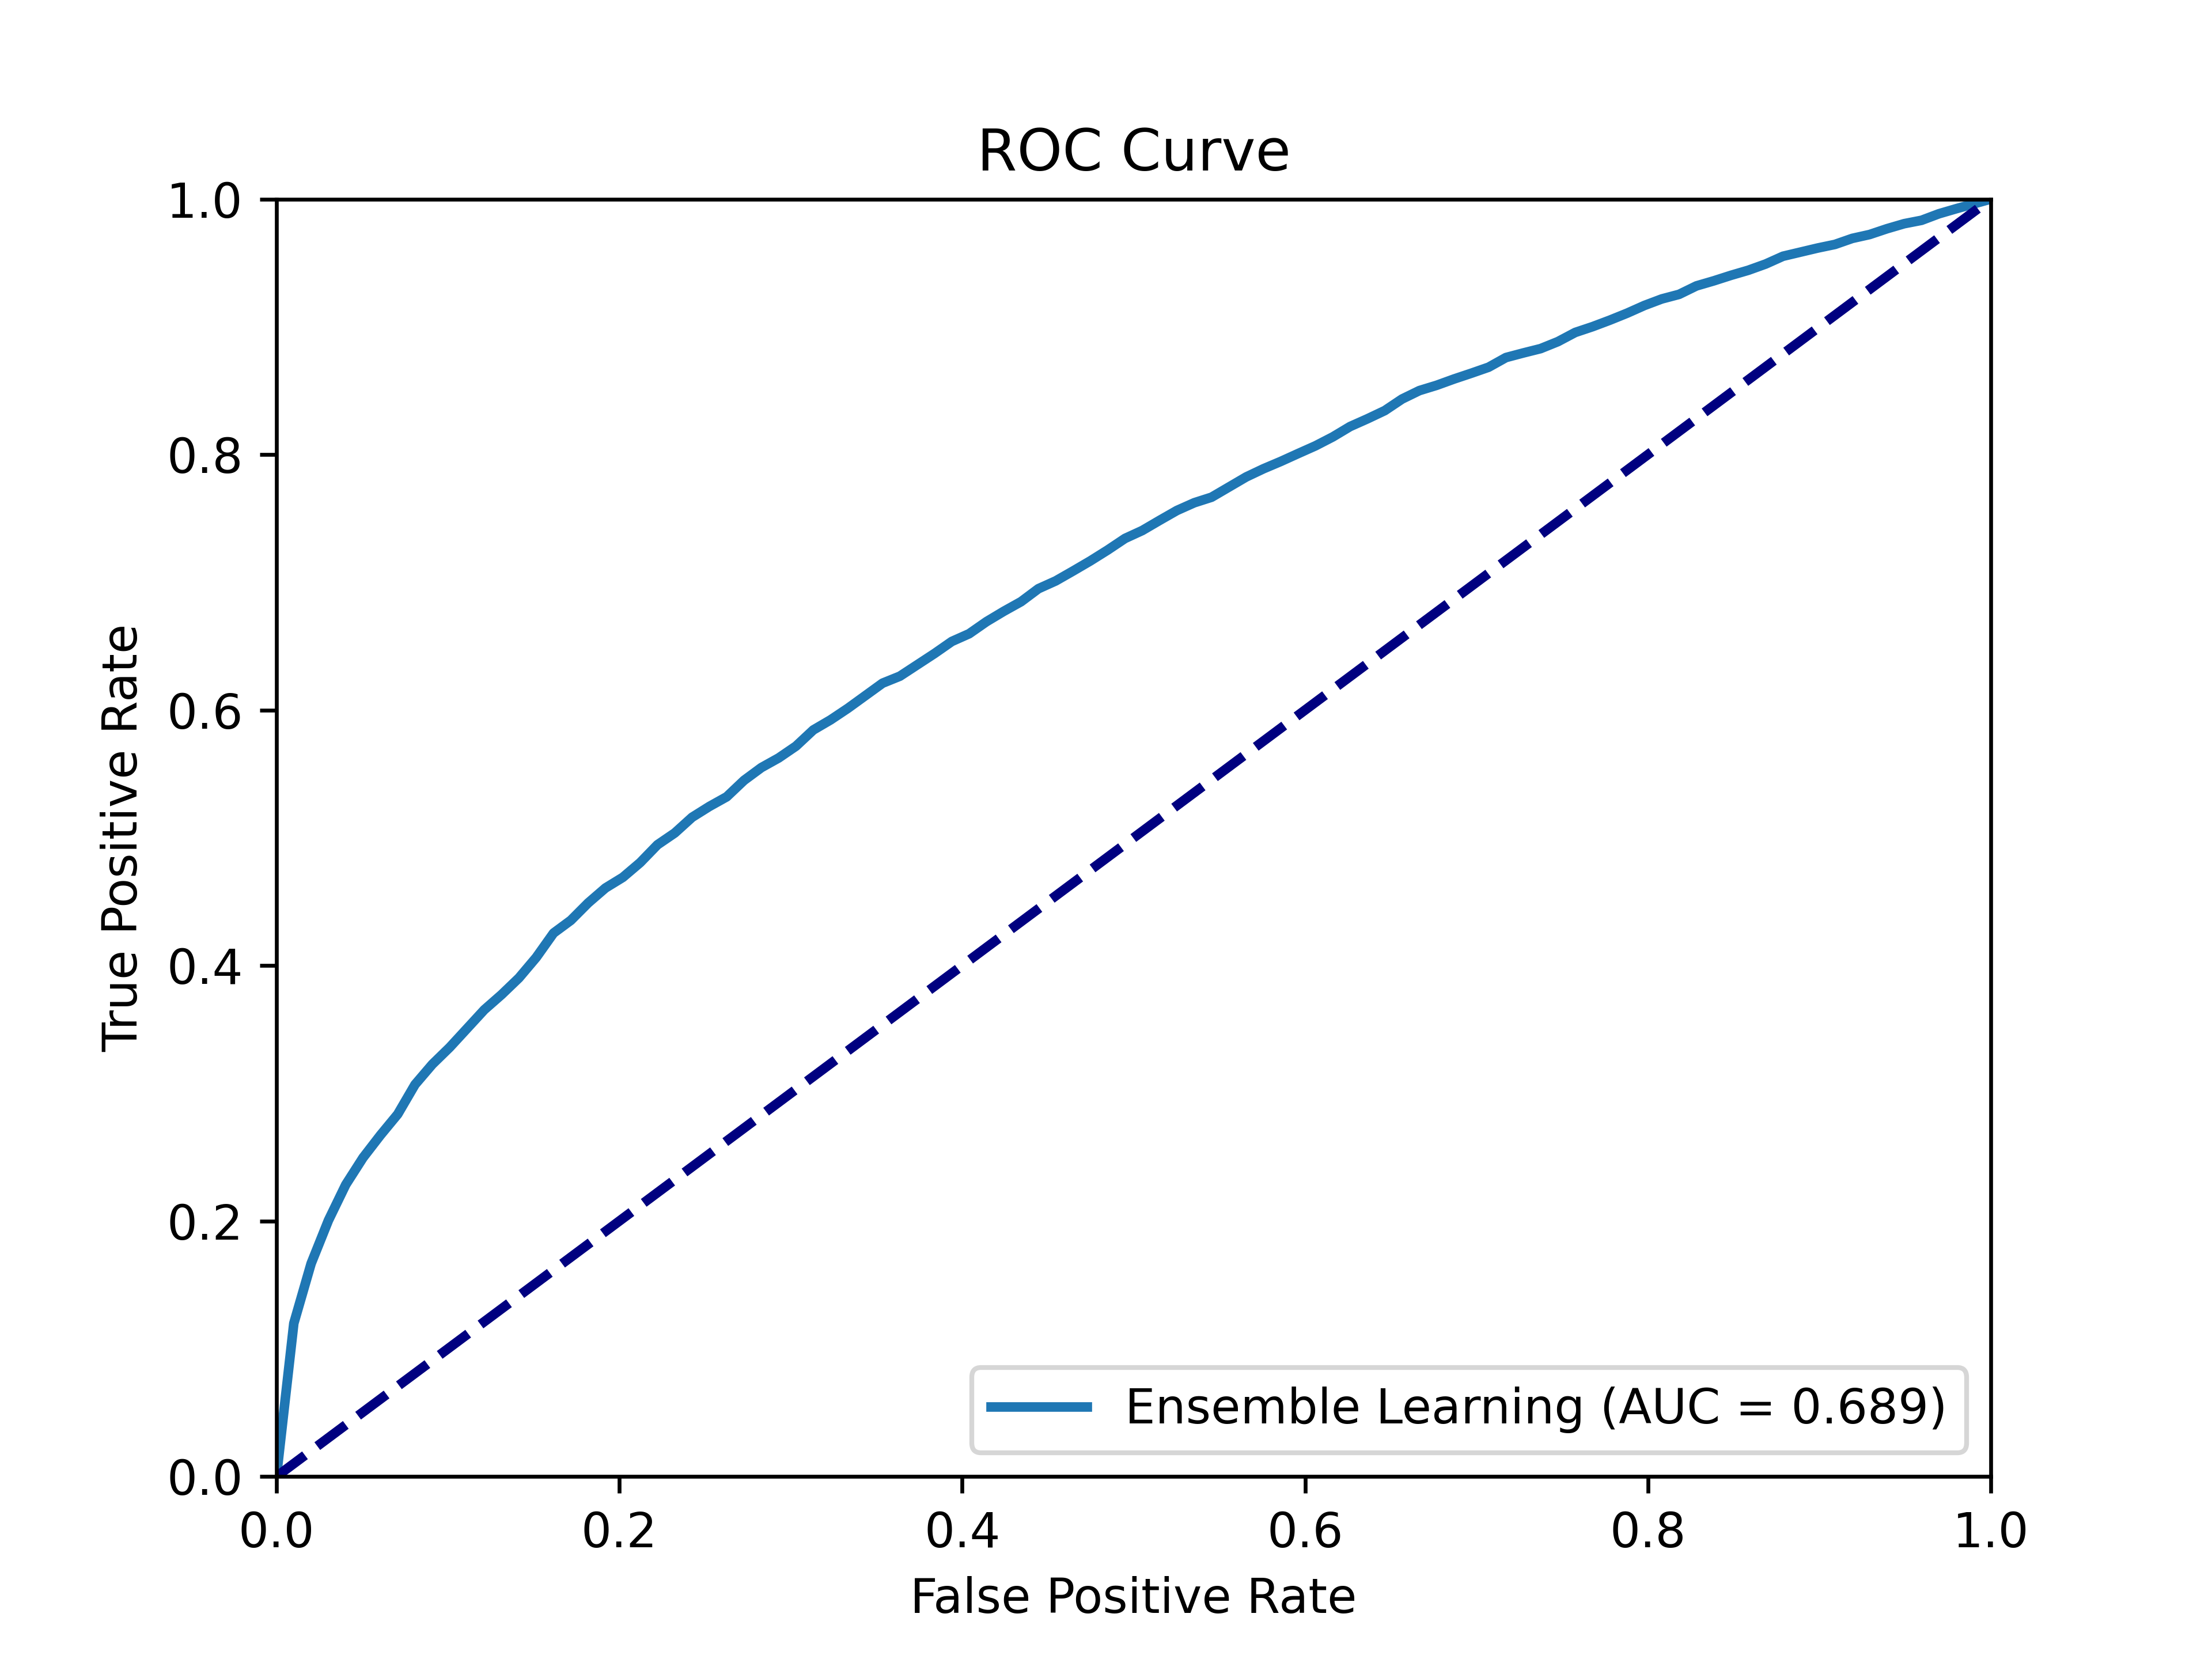 ROC Curve
1.0
0.8
0.6
0.4
0.2
0.0
True Positive Rate
Ensemble Learning (AUC = 0.689)
0.0 0.2 0.4 0.6 0.8 1.0
False Positive Rate